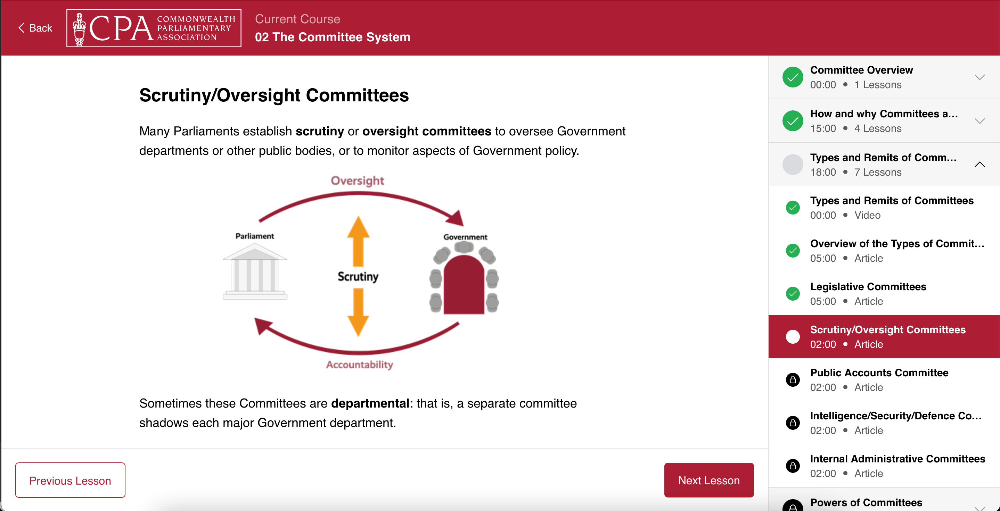 Back
CPA
COMMONWEALTH
PARLIAMENTARY
ASSOCIATION
Current Course
02 The Committee System
Scrutiny/Oversight Committees
Many Parliaments establish scrutiny or oversight committees to oversee Government
departments or other public bodies, or to monitor aspects of Government policy.
Oversight
Parliament
Government
Scrutiny
Accountability
Sometimes these Committees are departmental: that is, a separate committee
shadows each major Government department.
Previous Lesson
Next Lesson
Committee Overview
00:00 • 1 Lessons
How and why Committees a...
15:00 • 4 Lessons
Types and Remits of Comm...
18:00 • 7 Lessons
Types and Remits of Committees
00:00 • Video
Overview of the Types of Commit...
05:00 • Article
Legislative Committees
05:00 • Article
Scrutiny/Oversight Committees
02:00 • Article
Public Accounts Committee
02:00 • Article
Intelligence/Security/Defence Co...
02:00 • Article
Internal Administrative Committees
02:00 • Article
Powers of Committees